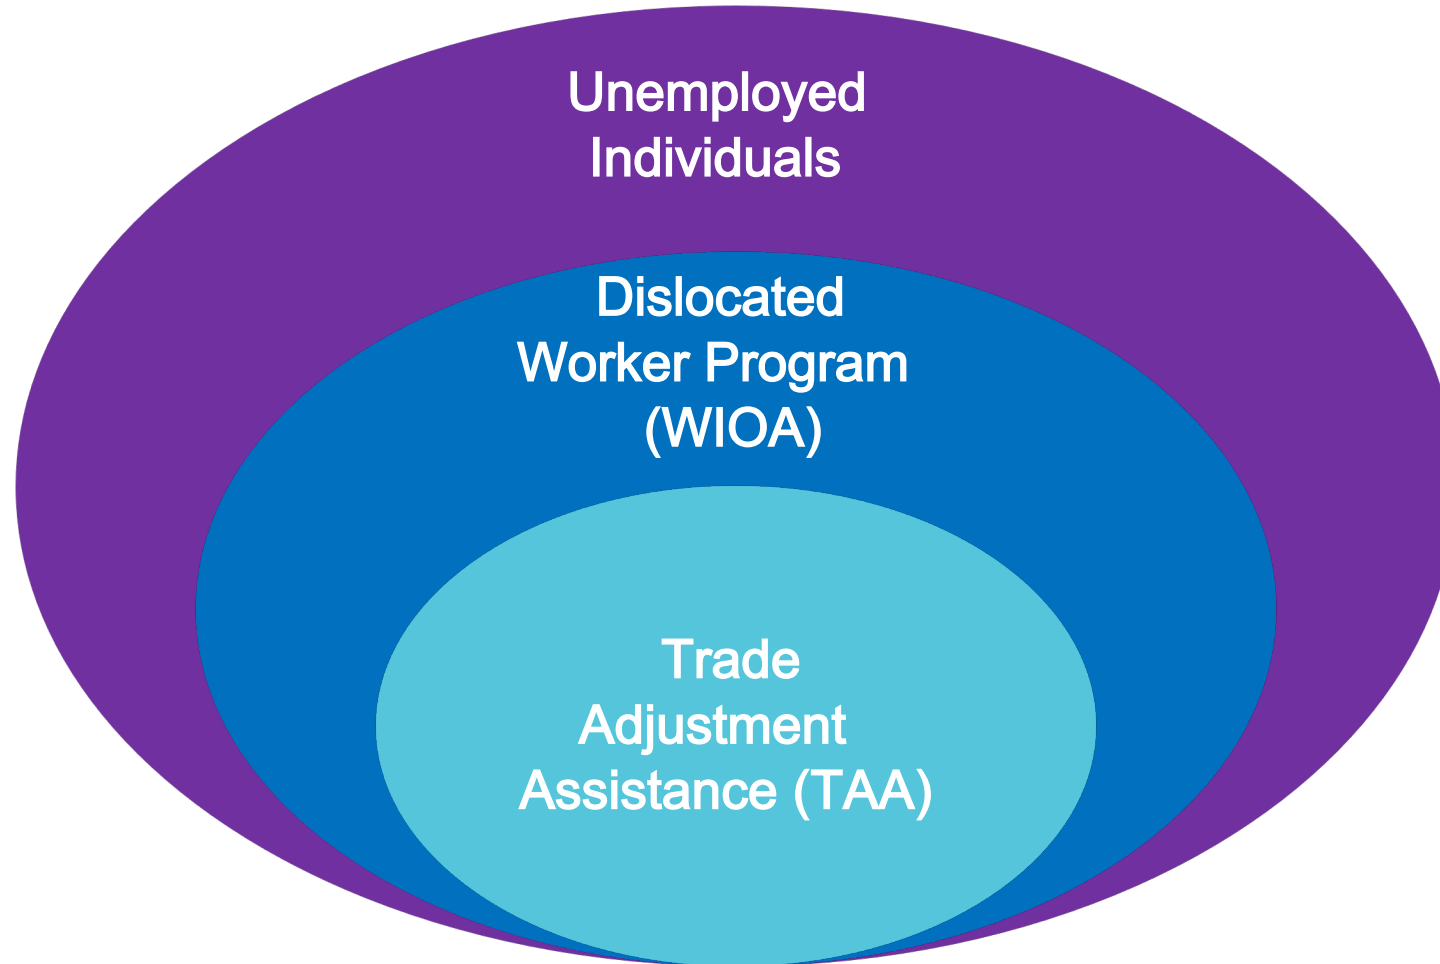 Unemployed
Individuals
Dislocated
Worker Program
(WIOA)
Trade
Adjustment
Assistance (TAA)